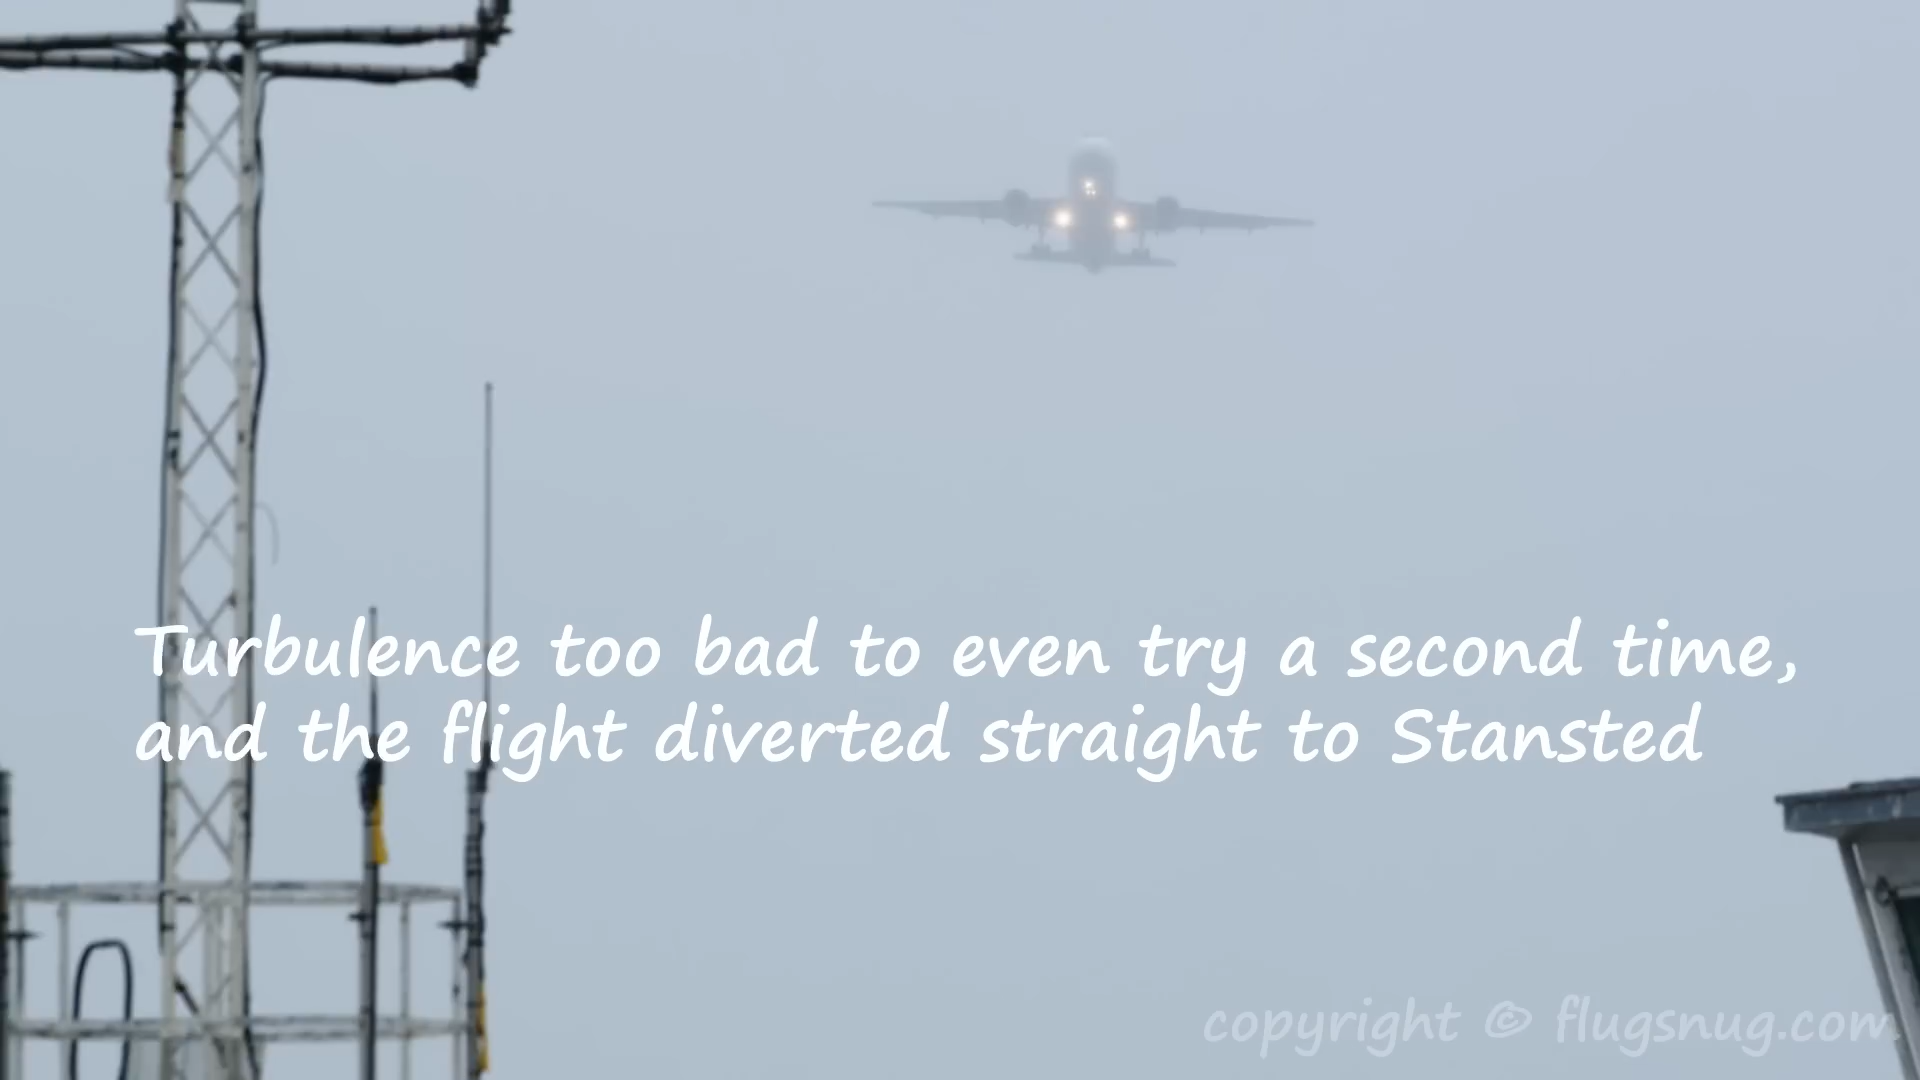 Turbulence too bad to even try a second time,
and the flight diverted straight to Stansted
copyright © flugsnug.com